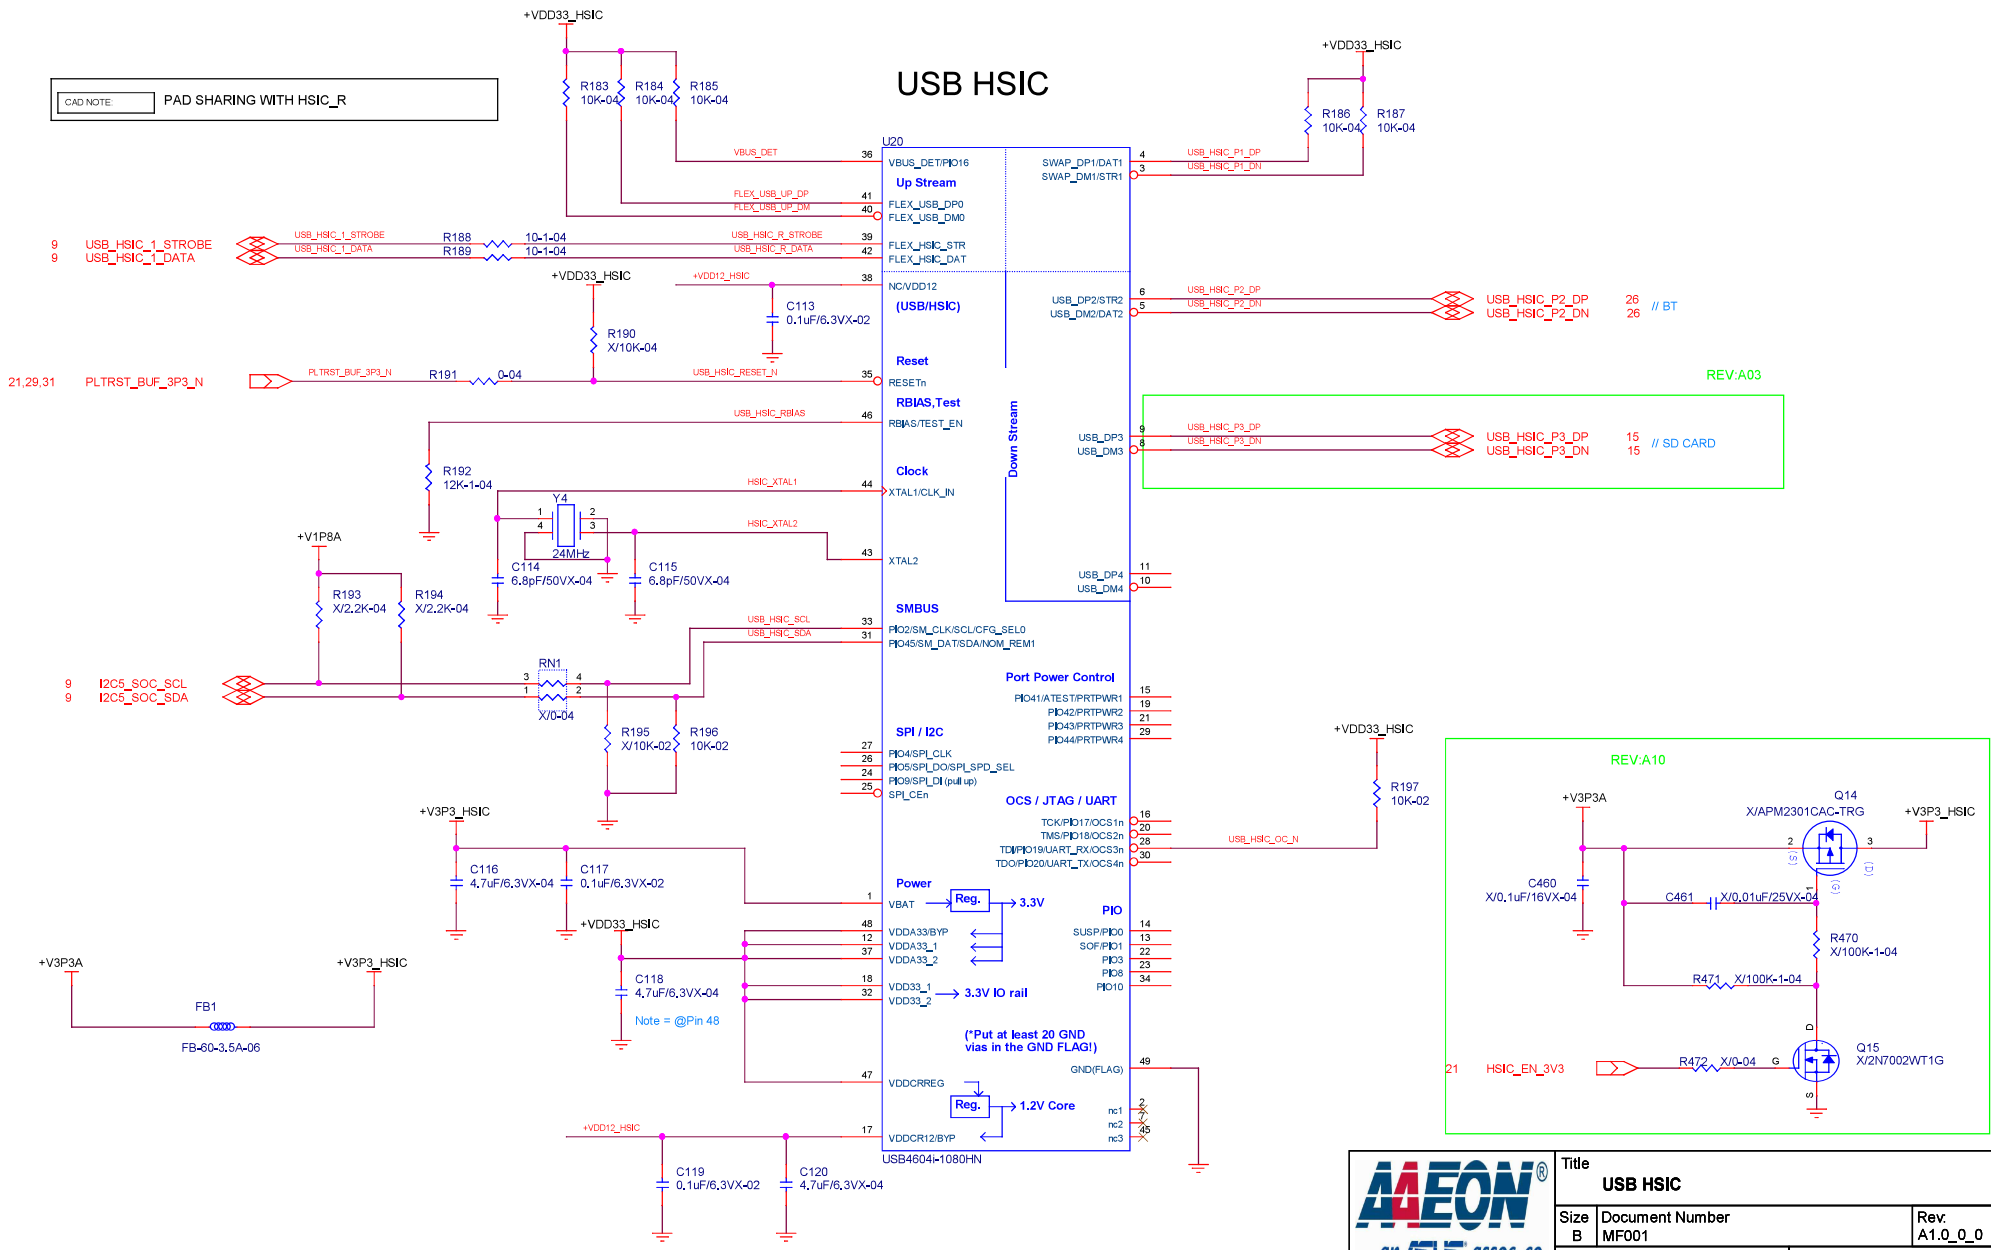 +VDD33_HSIC
+VDD33_HSIC
USB HSIC
CAD NOTE: PAD SHARING WITH HSIC_R
R183 10K-04
R184 10K-04
R185 10K-04
R186 10K-04
R187 10K-04
U20
VBUS_DET 36 VBUS_DET/PIO16
Up Stream
FLEX_USB_UP_DP 41 FLEX_USB_DP0
FLEX_USB_UP_DM 40 FLEX_USB_DM0
9 USB_HSIC_1_STROBE USB_HSIC_1_STROBE R188 10-1-04 USB_HSIC_R_STROBE 39 FLEX_HSIC_STR
9 USB_HSIC_1_DATA USB_HSIC_1_DATA R189 10-1-04 USB_HSIC_R_DATA 42 FLEX_HSIC_DAT
SWAP_DP1/DAT1 4 USB_HSIC_P1_DP
SWAP_DM1/STR1 3 USB_HSIC_P1_DN
+VDD33_HSIC
+VDD12_HSIC 38 NC/VDD12
(USB/HSIC)
C113
0.1uF/6.3VX-02
R190
X/10K-04
USB_DP2/STR2 6 USB_HSIC_P2_DP USB_HSIC_P2_DP 26
USB_DM2/DAT2 5 USB_HSIC_P2_DN USB_HSIC_P2_DN 26
// BT
Reset
21,29,31 PLTRST_BUF_3P3_N PLTRST_BUF_3P3_N R191 0-04 USB_HSIC_RESET_N 35 RESETn
RBIAS,Test
USB_HSIC_RBIAS 46 RBIAS/TEST_EN
R192
12K-1-04
Down Stream
REV:A03
USB_DP3 9 USB_HSIC_P3_DP USB_HSIC_P3_DP 15
USB_DM3 8 USB_HSIC_P3_DN USB_HSIC_P3_DN 15
// SD CARD
Clock
HSIC_XTAL1 44 XTAL1/CLK_IN
Y4
1 2
4 3
24MHz
HSIC_XTAL2
43 XTAL2
C114
6.8pF/50VX-04
C115
6.8pF/50VX-04
USB_DP4 11
USB_DM4 10
+V1P8A
R193
X/2.2K-04
R194
X/2.2K-04
SMBUS
USB_HSIC_SCL 33 PIO2/SM_CLK/SCL/CFG_SEL0
USB_HSIC_SDA 31 PIO45/SM_DAT/SDA/NOM_REM1
9 I2C5_SOC_SCL
9 I2C5_SOC_SDA
RN1
3 4
1 2
X/0-04
R195
X/10K-02
R196
10K-02
Port Power Control
PIO41/ATEST/PRTPWR1 15
PIO42/PRTPWR2 19
PIO43/PRTPWR3 21
PIO44/PRTPWR4 29
SPI / I2C
27 PIO4/SPI_CLK
26 PIO5/SPI_DO/SPI_SPD_SEL
24 PIO9/SPI_DI (pull up)
25 SPI_CEn
+VDD33_HSIC
R197
10K-02
OCS / JTAG / UART
TCK/PIO17/OCS1n 16
TMS/PIO18/OCS2n 20
TDI/PIO19/UART_RX/OCS3n 28 USB_HSIC_OC_N
TDO/PIO20/UART_TX/OCS4n 30
REV:A10
+V3P3A
Q14
X/APM2301CAC-TRG
+V3P3_HSIC
2 (S)
3 (D)
1 (G)
C460
X/0.1uF/16VX-04
C461 X/0.01uF/25VX-04
R470
X/100K-1-04
R471 X/100K-1-04
D
Q15
X/2N7002WT1G
21 HSIC_EN_3V3 R472 X/0-04 G
S
+V3P3_HSIC
C116
4.7uF/6.3VX-04
C117
0.1uF/6.3VX-02
Power
1 VBAT Reg. 3.3V
+VDD33_HSIC
48 VDDA33/BYP
12 VDDA33_1
37 VDDA33_2
18 VDD33_1
32 VDD33_2
3.3V IO rail
C118
4.7uF/6.3VX-04
Note = @Pin 48
PIO
SUSP/PIO0 14
SOF/PIO1 13
PIO3 22
PIO8 23
PIO10 34
+V3P3A
+V3P3_HSIC
FB1
FB-60-3.5A-06
(*Put at least 20 GND
vias in the GND FLAG!)
GND(FLAG) 49
47 VDDCRREG
Reg. 1.2V Core
nc1 2
nc2 7
nc3 45
+VDD12_HSIC 17 VDDCR12/BYP
USB4604i-1080HN
C119
0.1uF/6.3VX-02
C120
4.7uF/6.3VX-04
AAEON®
an ASUS assoc. co.
Title
USB HSIC
Size Document Number Rev:
B MF001 A1.0_0_0